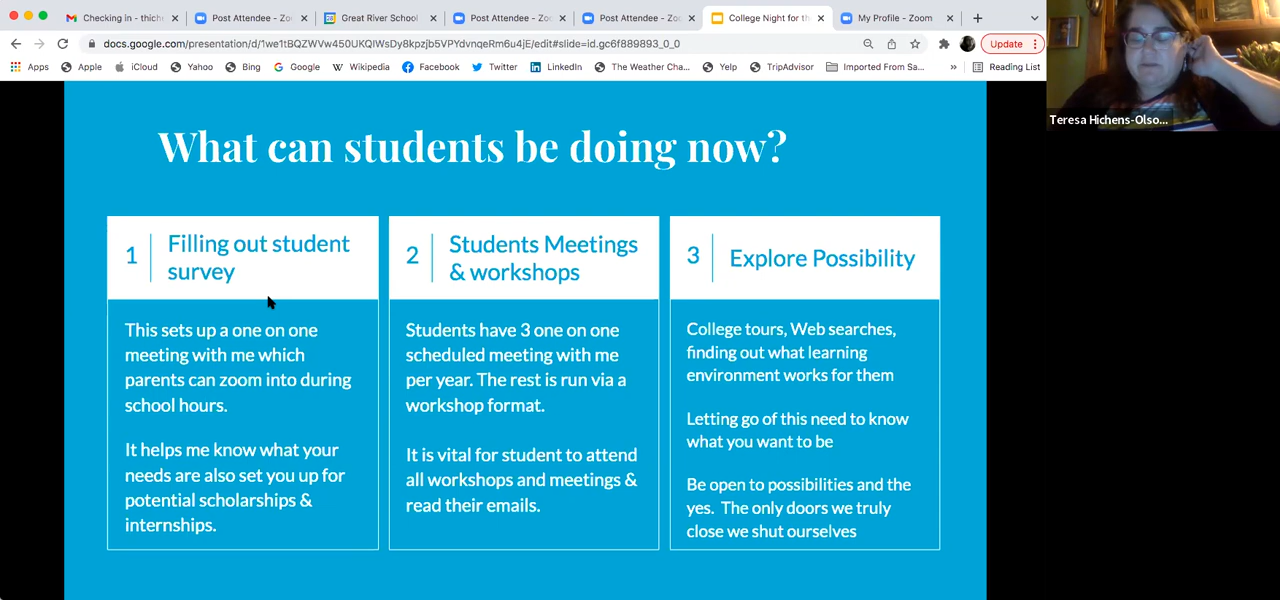 Checking in - thiche
Post Attendee - Zoo
Great River School
Post Attendee - Zoo
Post Attendee - Zoo
College Night for th
My Profile - Zoom
docs.google.com/presentation/d/1we1tBQZWVw450UKQIWsDy8kpzjb5VPYdvnqeRm6u4jE/edit#slide=id.gc6f889893_0_0
Update
Apps
Apple
iCloud
Yahoo
Bing
Google
Wikipedia
Facebook
Twitter
LinkedIn
The Weather Cha...
Yelp
TripAdvisor
Imported From Sa...
»
Reading List
Teresa Hichens-Olso...
What can students be doing now?
1
Filling out student
survey
This sets up a one on one
meeting with me which
parents can zoom into during
school hours.
It helps me know what your
needs are also set you up for
potential scholarships &
internships.
2
Students Meetings
& workshops
Students have 3 one on one
scheduled meeting with me
per year. The rest is run via a
workshop format.
It is vital for student to attend
all workshops and meetings &
read their emails.
3
Explore Possibility
College tours, Web searches,
finding out what learning
environment works for them
Letting go of this need to know
what you want to be
Be open to possibilities and the
yes. The only doors we truly
close we shut ourselves